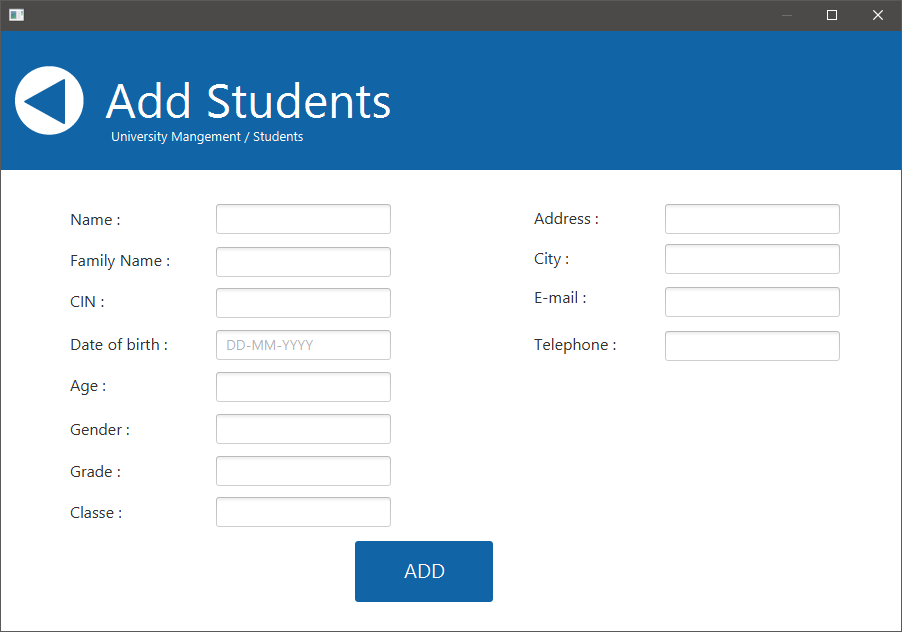 Add Students
University Mangement / Students
Name :
Family Name :
CIN :
Date of birth :
DD-MM-YYYY
Age :
Gender :
Grade :
Classe :
Address :
City :
E-mail :
Telephone :
ADD